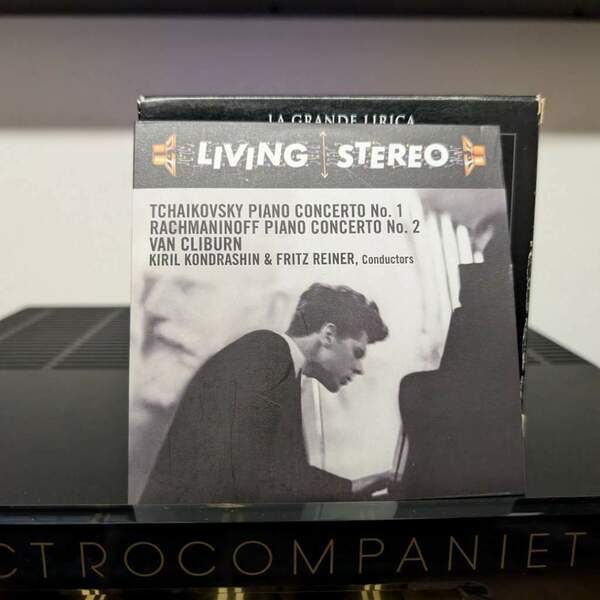 LA GRANDE LIRICA
LIVING STEREO
TCHAIKOVSKY PIANO CONCERTO No. 1
RACHMANINOFF PIANO CONCERTO No. 2
VAN CLIBURN
KIRIL KONDRASHIN & FRITZ REINER, Conductors
CTROCOMPANIET